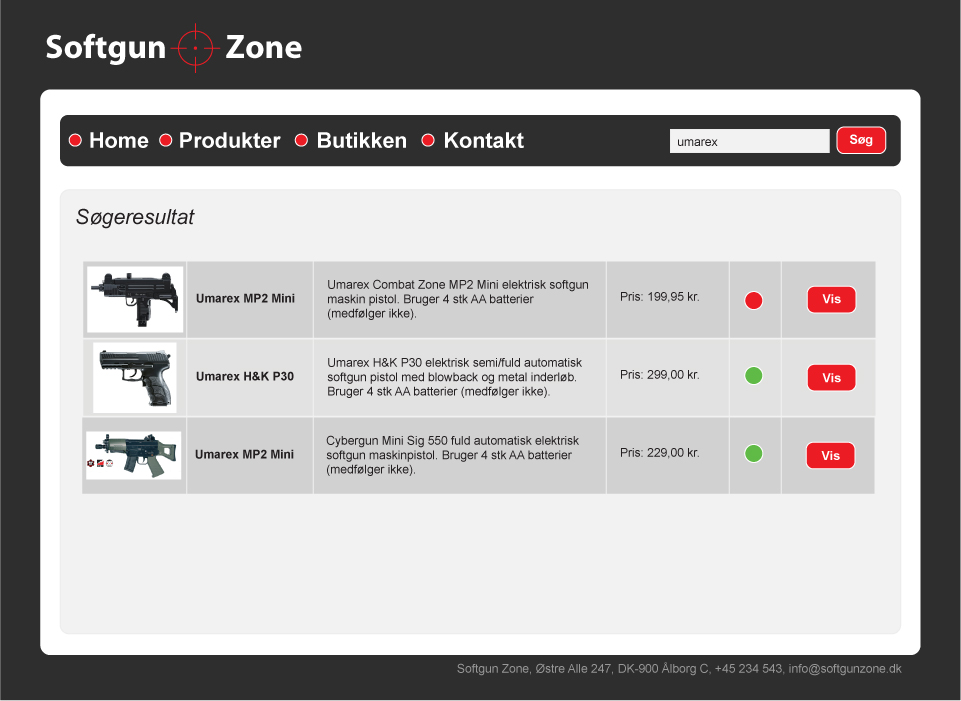 Softgun Zone
Home Produkter Butikken Kontakt umarex Søg
Søgeresultat
Umarex MP2 Mini
Umarex Combat Zone MP2 Mini elektrisk softgun
maskin pistol. Bruger 4 stk AA batterier
(medfølger ikke).
Pris: 199,95 kr.
Vis
Umarex H&K P30
Umarex H&K P30 elektrisk semi/fuld automatisk
softgun pistol med blowback og metal inderløb.
Bruger 4 stk AA batterier (medfølger ikke).
Pris: 299,00 kr.
Vis
Umarex MP2 Mini
Cybergun Mini Sig 550 fuld automatisk elektrisk
softgun maskinpistol. Bruger 4 stk AA batterier
(medfølger ikke).
Pris: 229,00 kr.
Vis
Softgun Zone, Østre Alle 247, DK-900 Ålborg C, +45 234 543, info@softgunzone.dk